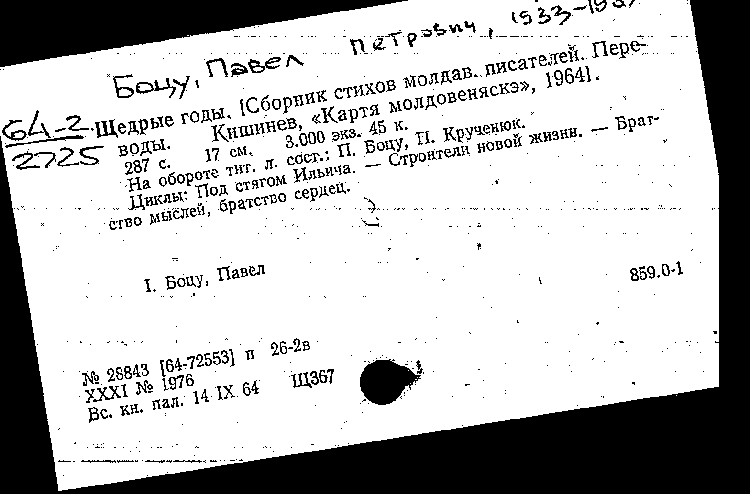 Боцу, Павел Петрович, 1933-
64-2
2725
Щедрые годы. [Сборник стихов молдав. писателей. Пере-
воды. Кишинев, «Картя молдовеняскэ», 1964].
287 с. 17 см. 3.000 экз. 45 к.
На обороте тит. л. сост.: П. Боцу, П. Крученюк.
Циклы: Под стягом Ильича. — Строители новой жизни. — Брат-
ство мыслей, братство сердец.
I. Боцу, Павел
859.0-1
№ 28843 [64-72553] п 26-2в
XXXI № 1976
Вс. кн. пал. 14 IX 64 Щ367